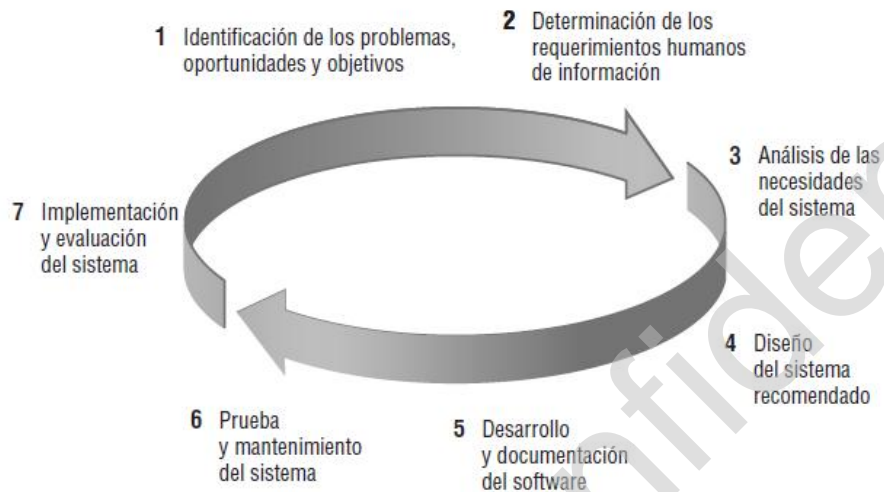 1 Identificación de los problemas,
oportunidades y objetivos
2 Determinación de los
requerimientos humanos
de información
3 Análisis de las
necesidades
del sistema
4 Diseño
del sistema
recomendado
5 Desarrollo
y documentación
del software
6 Prueba
y mantenimiento
del sistema
7 Implementación
y evaluación
del sistema